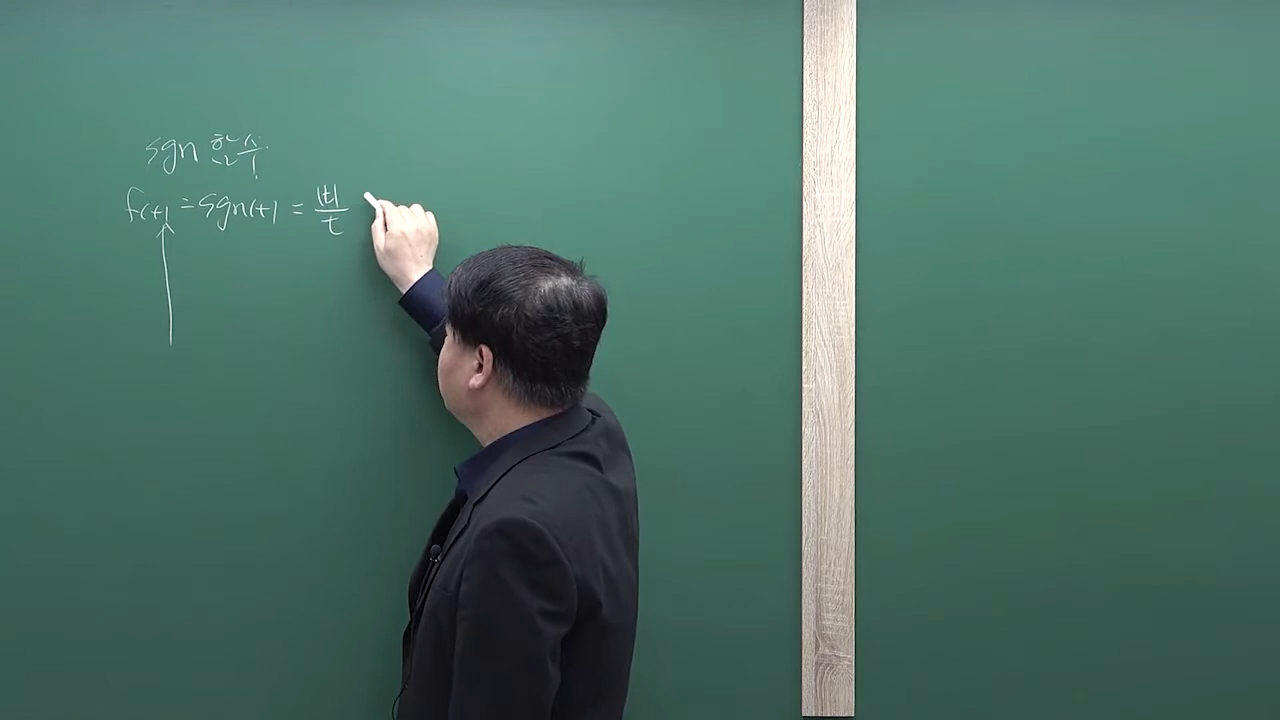 sgn 함수
f(t) = sgn(t) = |t|/t